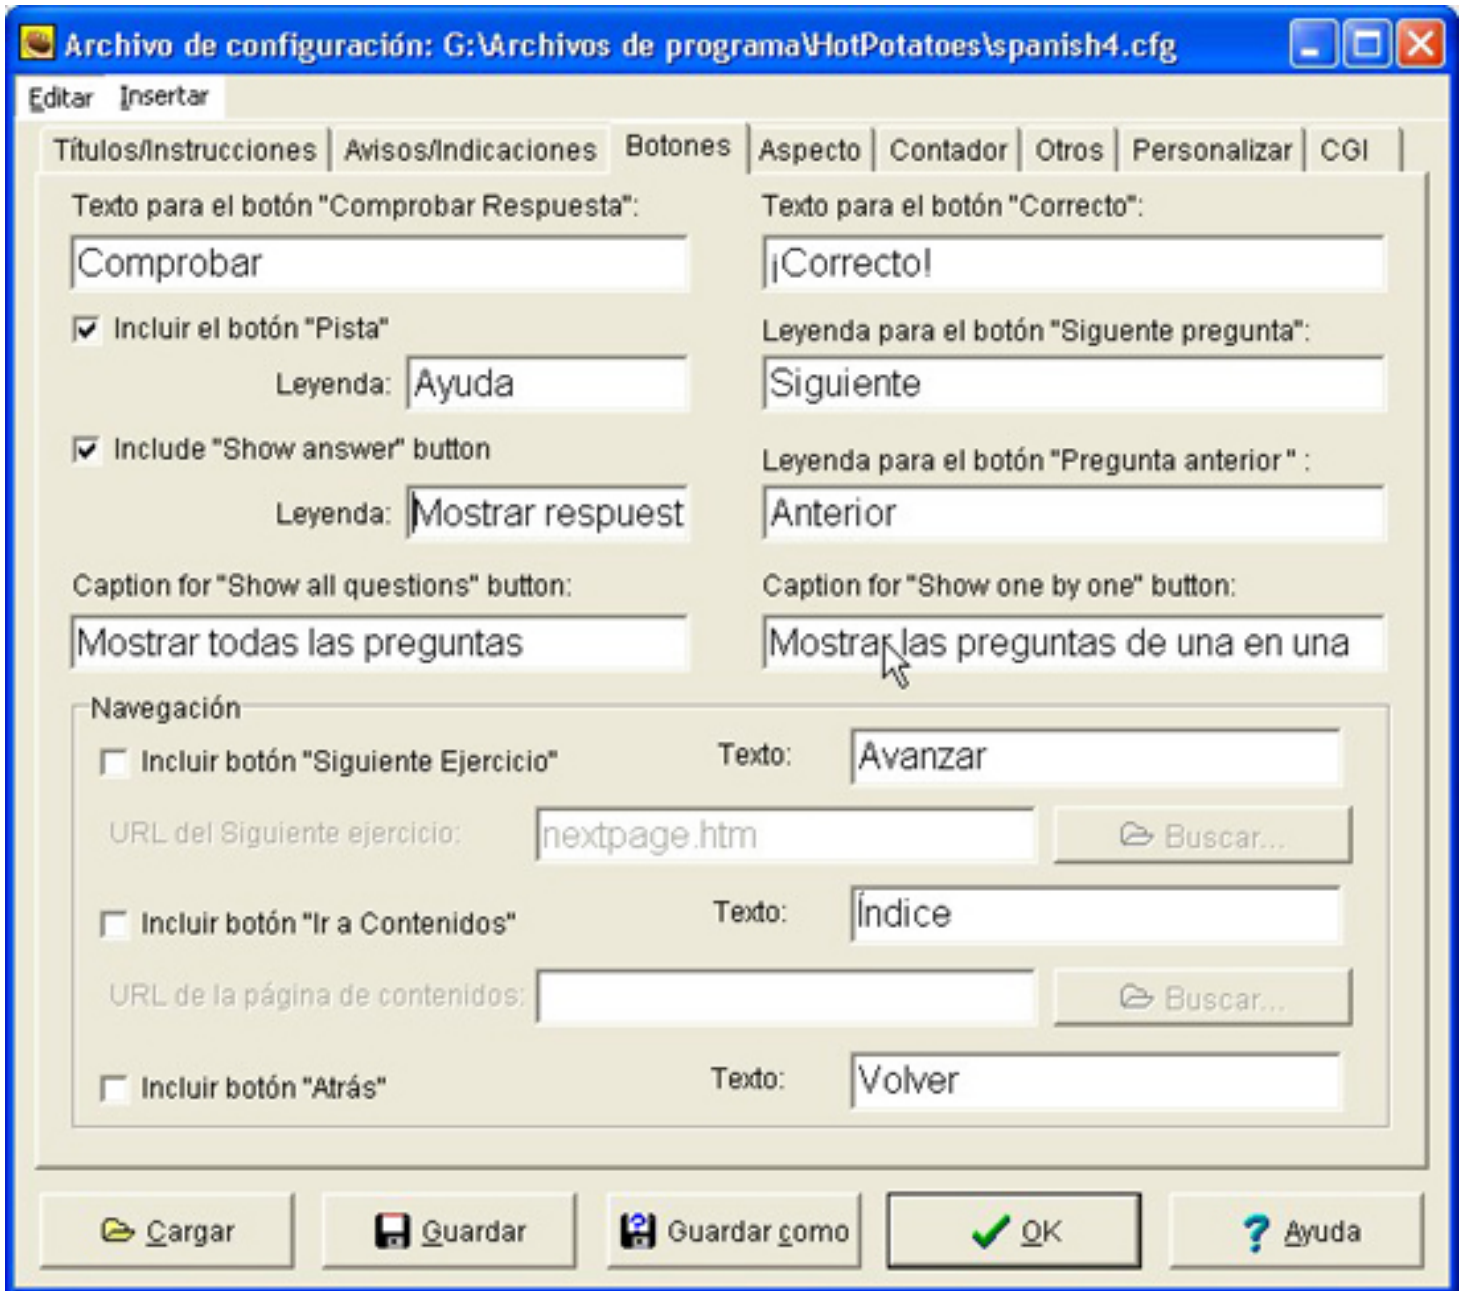 Archivo de configuración: G:\Archivos de programa\HotPotatoes\spanish4.cfg
Editar Insertar
Títulos/Instrucciones Avisos/Indicaciones Botones Aspecto Contador Otros Personalizar CGI
Texto para el botón "Comprobar Respuesta": Texto para el botón "Correcto":
Comprobar ¡Correcto!
Incluir el botón "Pista" Leyenda para el botón "Siguente pregunta":
Leyenda: Ayuda Siguiente
Include "Show answer" button Leyenda para el botón "Pregunta anterior" :
Leyenda: Mostrar respuest Anterior
Caption for "Show all questions" button: Caption for "Show one by one" button:
Mostrar todas las preguntas Mostrar las preguntas de una en una
Navegación
Incluir botón "Siguiente Ejercicio" Texto: Avanzar
URL del Siguiente ejercicio: nextpage.htm Buscar...
Incluir botón "Ir a Contenidos" Texto: Índice
URL de la página de contenidos: Buscar...
Incluir botón "Atrás" Texto: Volver
Cargar Guardar Guardar como OK Ayuda